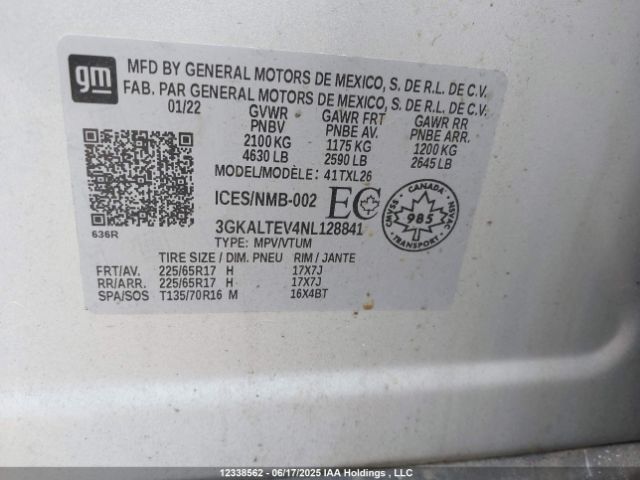 gm
MFD BY GENERAL MOTORS DE MEXICO, S. DE R.L. DE C.V.
FAB. PAR GENERAL MOTORS DE MEXICO, S. DE R.L. DE C.V.
01/22 GVWR GAWR FRT GAWR RR
PNBV PNBE AV. PNBE ARR.
2100 KG 1175 KG 1200 KG
4630 LB 2590 LB 2645 LB
MODEL/MODÈLE: 41TXL26
ICES/NMB-002 EC
CANADA
CMVSS 985 NSVAC
TRANSPORT
636R
3GKALTEV4NL128841
TYPE: MPV/VTUM
TIRE SIZE / DIM. PNEU RIM / JANTE
FRT/AV. 225/65R17 H 17X7J
RR/ARR. 225/65R17 H 17X7J
SPA/SOS T135/70R16 M 16X4BT
12338562 - 06/17/2025 IAA Holdings , LLC